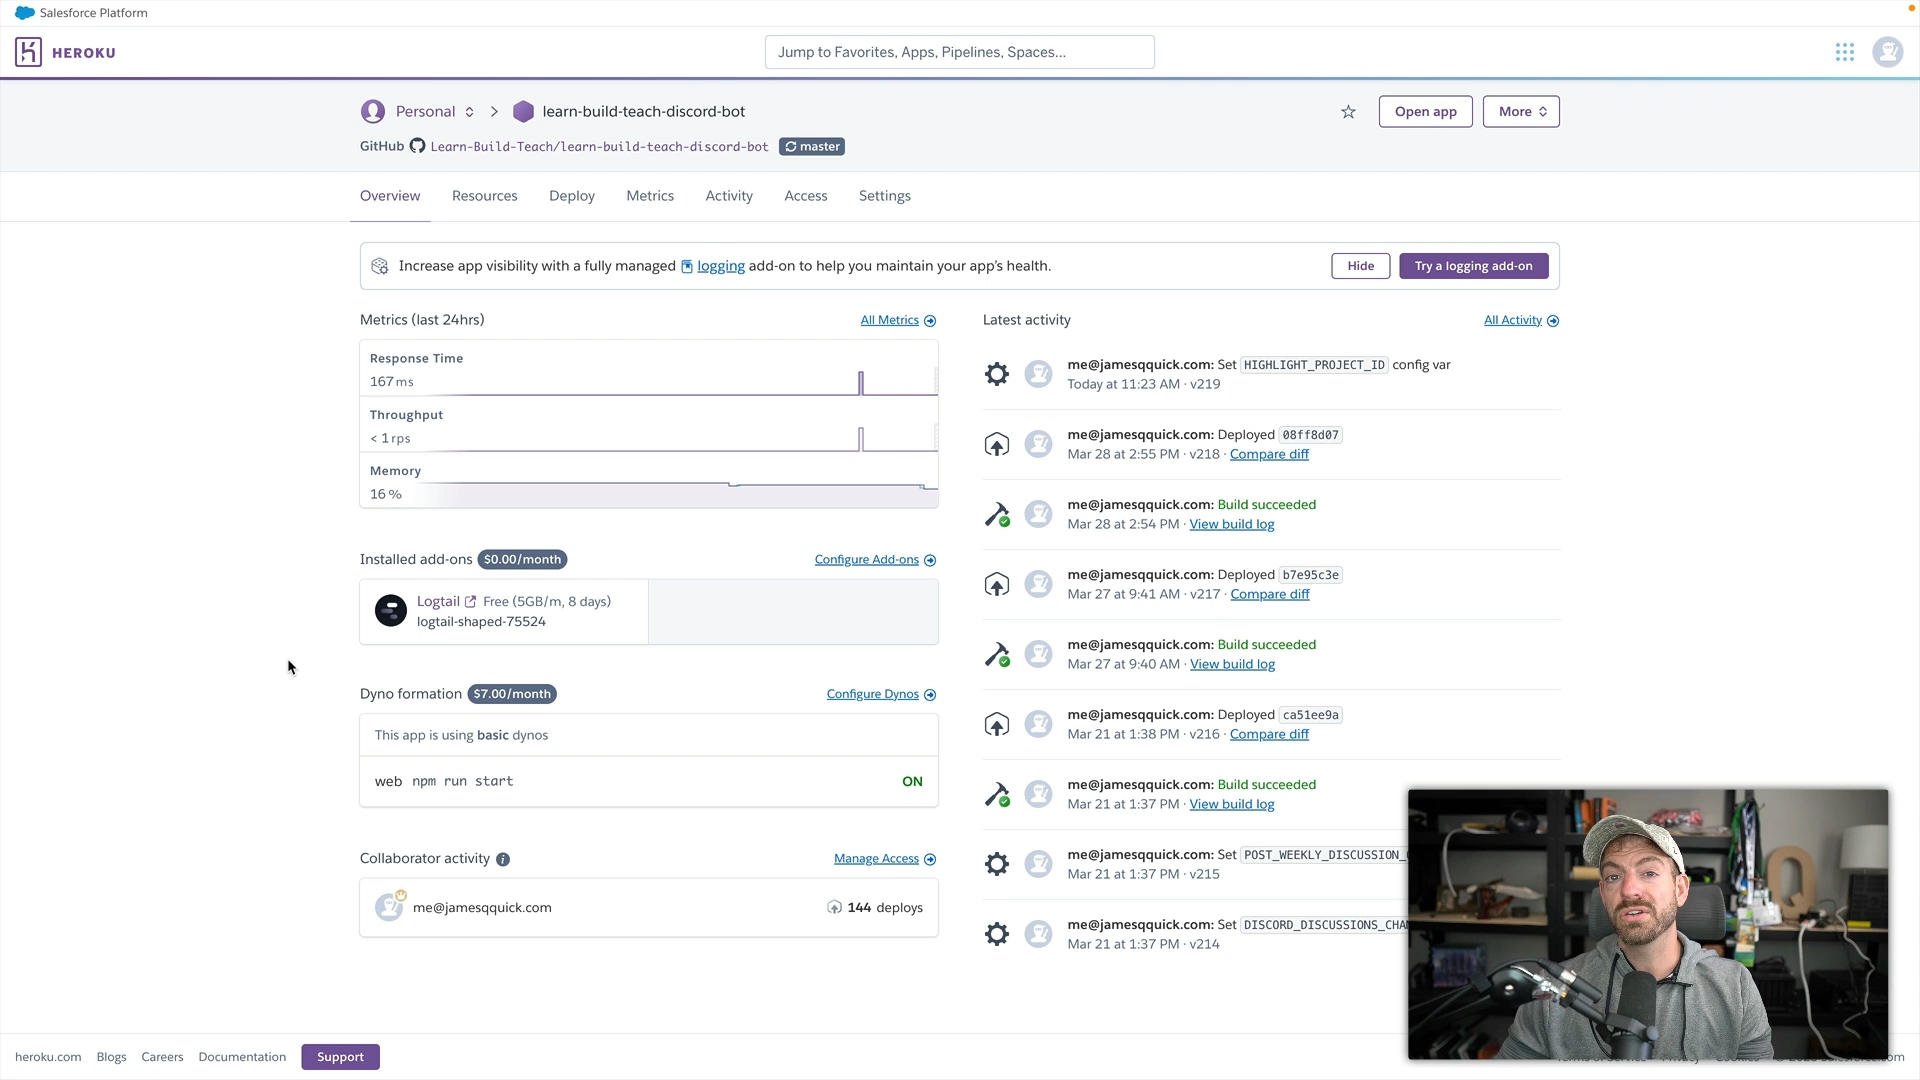 Salesforce Platform
HEROKU
Jump to Favorites, Apps, Pipelines, Spaces...
Personal
learn-build-teach-discord-bot
Open app
More
GitHub Learn-Build-Teach/learn-build-teach-discord-bot master
Overview Resources Deploy Metrics Activity Access Settings
Increase app visibility with a fully managed logging add-on to help you maintain your app's health.
Hide
Try a logging add-on
Metrics (last 24hrs)
All Metrics
Response Time
167 ms
Throughput
< 1 rps
Memory
16 %
Installed add-ons $0.00/month
Configure Add-ons
Logtail Free (5GB/m, 8 days)
logtail-shaped-75524
Dyno formation $7.00/month
Configure Dynos
This app is using basic dynos
web npm run start
ON
Collaborator activity
Manage Access
me@jamesqquick.com
144 deploys
Latest activity
All Activity
me@jamesqquick.com: Set HIGHLIGHT_PROJECT_ID config var
Today at 11:23 AM · v219
me@jamesqquick.com: Deployed 08ff8d07
Mar 28 at 2:55 PM · v218 · Compare diff
me@jamesqquick.com: Build succeeded
Mar 28 at 2:54 PM · View build log
me@jamesqquick.com: Deployed b7e95c3e
Mar 27 at 9:41 AM · v217 · Compare diff
me@jamesqquick.com: Build succeeded
Mar 27 at 9:40 AM · View build log
me@jamesqquick.com: Deployed ca51ee9a
Mar 21 at 1:38 PM · v216 · Compare diff
me@jamesqquick.com: Build succeeded
Mar 21 at 1:37 PM · View build log
me@jamesqquick.com: Set POST_WEEKLY_DISCUSSION_
Mar 21 at 1:37 PM · v215
me@jamesqquick.com: Set DISCORD_DISCUSSIONS_CHA
Mar 21 at 1:37 PM · v214
heroku.com Blogs Careers Documentation Support